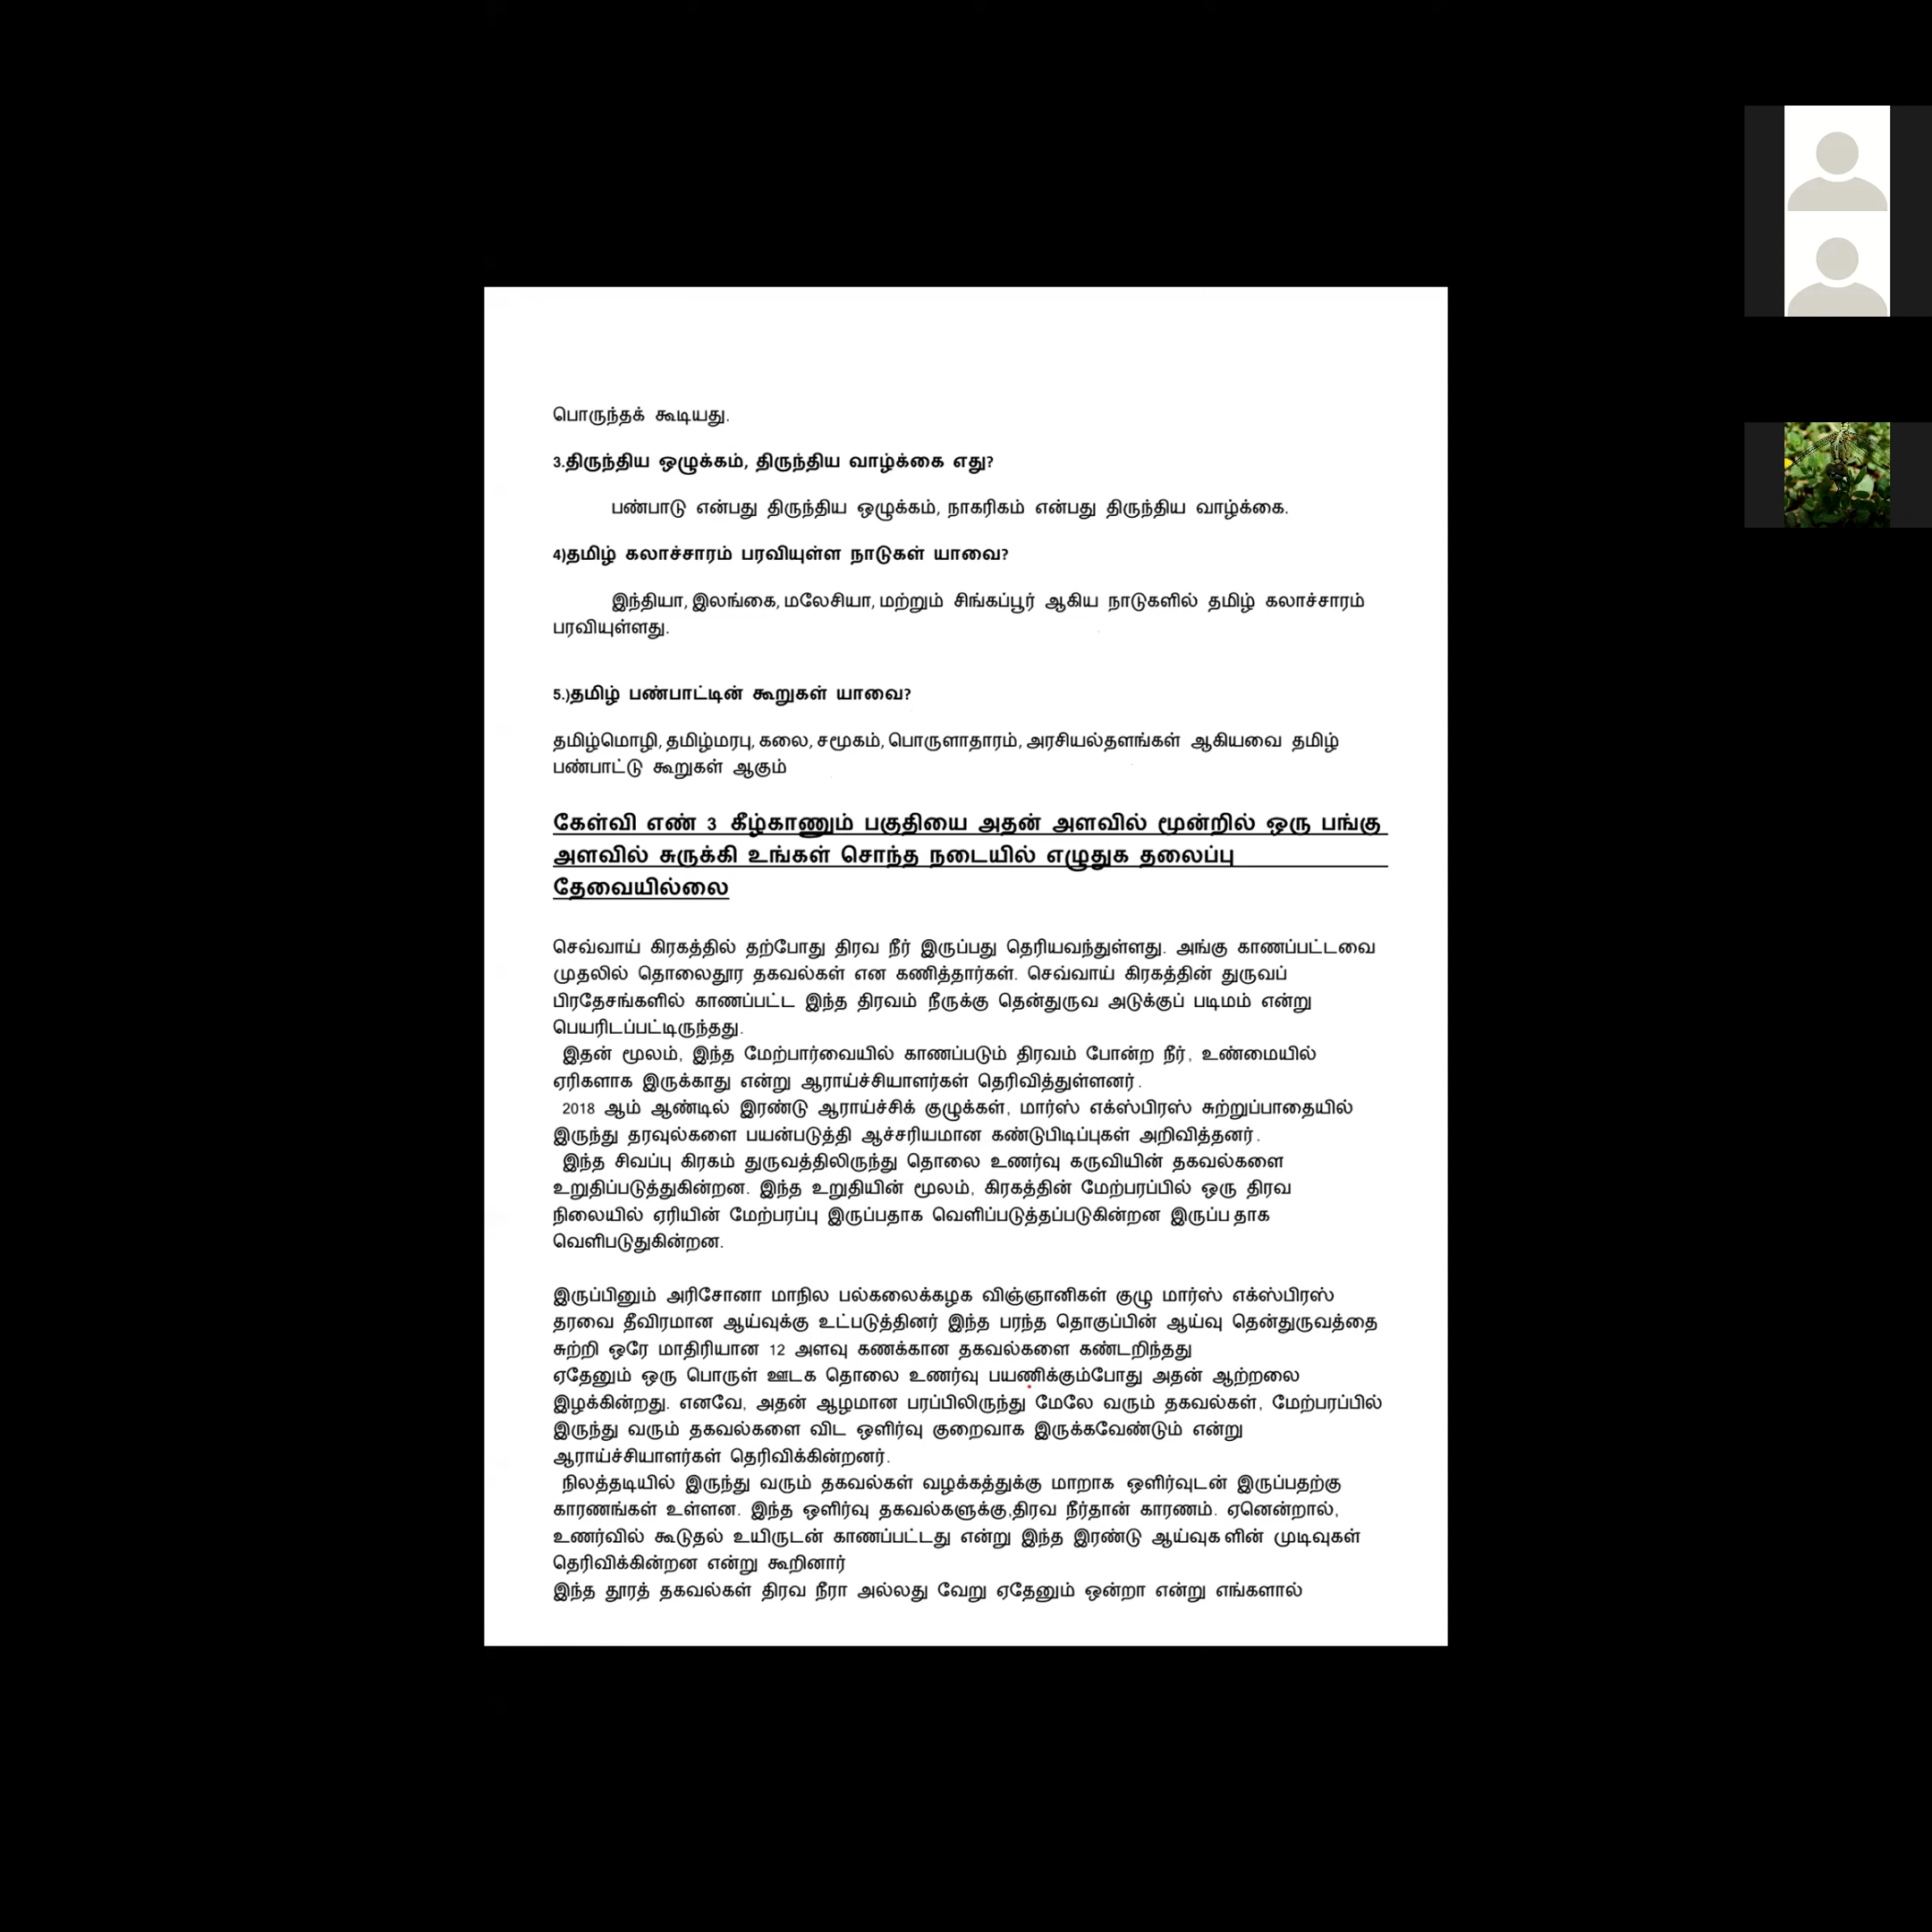 பொருந்தக் கூடியது.
3.திருந்திய ஒழுக்கம், திருந்திய வாழ்க்கை எது?
பண்பாடு என்பது திருந்திய ஒழுக்கம், நாகரிகம் என்பது திருந்திய வாழ்க்கை.
4)தமிழ் கலாச்சாரம் பரவியுள்ள நாடுகள் யாவை?
இந்தியா, இலங்கை, மலேசியா, மற்றும் சிங்கப்பூர் ஆகிய நாடுகளில் தமிழ் கலாச்சாரம்
பரவியுள்ளது.
5.)தமிழ் பண்பாட்டின் கூறுகள் யாவை?
தமிழ்மொழி, தமிழ்மரபு, கலை, சமூகம், பொருளாதாரம், அரசியல்தளங்கள் ஆகியவை தமிழ்
பண்பாட்டு கூறுகள் ஆகும்
கேள்வி எண் 3 கீழ்காணும் பகுதியை அதன் அளவில் மூன்றில் ஒரு பங்கு
அளவில் சுருக்கி உங்கள் சொந்த நடையில் எழுதுக தலைப்பு
தேவையில்லை
செவ்வாய் கிரகத்தில் தற்போது திரவ நீர் இருப்பது தெரியவந்துள்ளது. அங்கு காணப்பட்டவை
முதலில் தொலைதூர தகவல்கள் என கணித்தார்கள். செவ்வாய் கிரகத்தின் துருவப்
பிரதேசங்களில் காணப்பட்ட இந்த திரவம் நீருக்கு தென்துருவ அடுக்குப் படிமம் என்று
பெயரிடப்பட்டிருந்தது.
இதன் மூலம், இந்த மேற்பார்வையில் காணப்படும் திரவம் போன்ற நீர், உண்மையில்
ஏரிகளாக இருக்காது என்று ஆராய்ச்சியாளர்கள் தெரிவித்துள்ளனர்.
2018 ஆம் ஆண்டில் இரண்டு ஆராய்ச்சிக் குழுக்கள், மார்ஸ் எக்ஸ்பிரஸ் சுற்றுப்பாதையில்
இருந்து தரவுல்களை பயன்படுத்தி ஆச்சரியமான கண்டுபிடிப்புகள் அறிவித்தனர்.
இந்த சிவப்பு கிரகம் துருவத்திலிருந்து தொலை உணர்வு கருவியின் தகவல்களை
உறுதிப்படுத்துகின்றன. இந்த உறுதியின் மூலம், கிரகத்தின் மேற்பரப்பில் ஒரு திரவ
நிலையில் ஏரியின் மேற்பரப்பு இருப்பதாக வெளிப்படுத்தப்படுகின்றன இருப்ப தாக
வெளிபடுதுகின்றன.
இருப்பினும் அரிசோனா மாநில பல்கலைக்கழக விஞ்ஞானிகள் குழு மார்ஸ் எக்ஸ்பிரஸ்
தரவை தீவிரமான ஆய்வுக்கு உட்படுத்தினர் இந்த பரந்த தொகுப்பின் ஆய்வு தென்துருவத்தை
சுற்றி ஒரே மாதிரியான 12 அளவு கணக்கான தகவல்களை கண்டறிந்தது
ஏதேனும் ஒரு பொருள் ஊடக தொலை உணர்வு பயணிக்கும்போது அதன் ஆற்றலை
இழக்கின்றது. எனவே, அதன் ஆழமான பரப்பிலிருந்து மேலே வரும் தகவல்கள், மேற்பரப்பில்
இருந்து வரும் தகவல்களை விட ஒளிர்வு குறைவாக இருக்கவேண்டும் என்று
ஆராய்ச்சியாளர்கள் தெரிவிக்கின்றனர்.
நிலத்தடியில் இருந்து வரும் தகவல்கள் வழக்கத்துக்கு மாறாக ஒளிர்வுடன் இருப்பதற்கு
காரணங்கள் உள்ளன. இந்த ஒளிர்வு தகவல்களுக்கு,திரவ நீர்தான் காரணம். ஏனென்றால்,
உணர்வில் கூடுதல் உயிருடன் காணப்பட்டது என்று இந்த இரண்டு ஆய்வுக ளின் முடிவுகள்
தெரிவிக்கின்றன என்று கூறினார்
இந்த தூரத் தகவல்கள் திரவ நீரா அல்லது வேறு ஏதேனும் ஒன்றா என்று எங்களால்